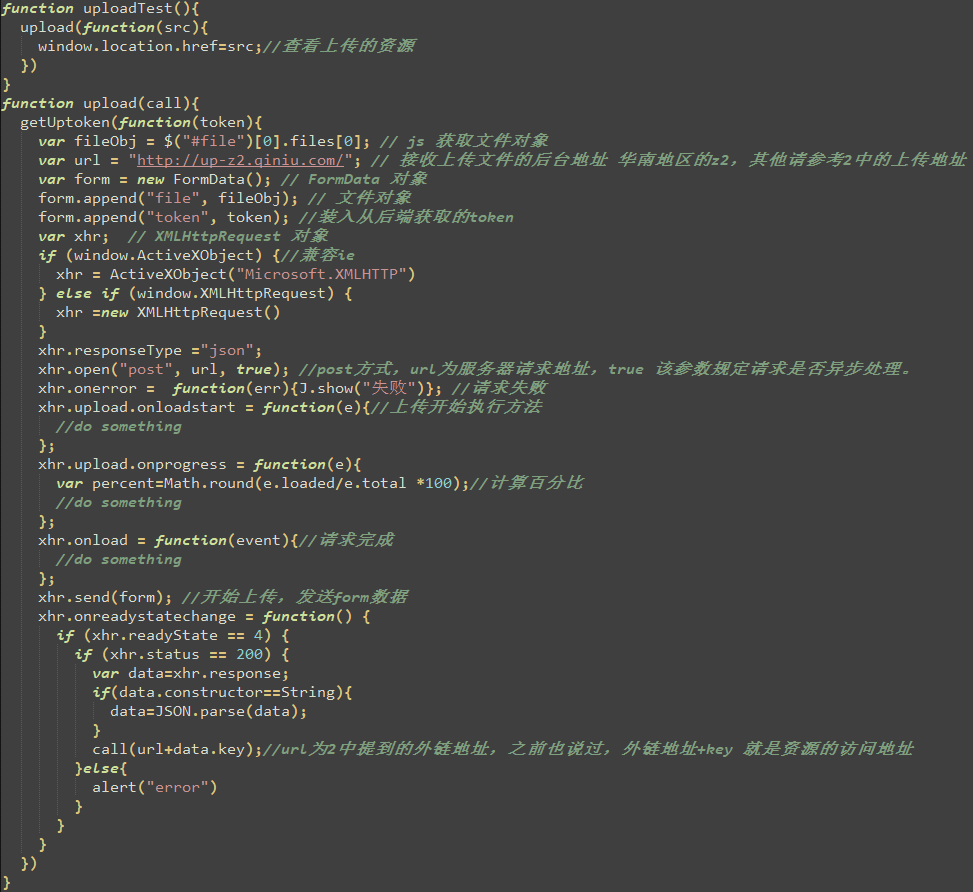 function uploadTest(){
upload(function(src){
window.location.href=src;//查看上传的资源
})
}
function upload(call){
getUptoken(function(token){
var fileObj = $("#file")[0].files[0]; // js 获取文件对象
var url = "http://up-z2.qiniu.com/"; // 接收上传文件的后台地址 华南地区的z2，其他请参考2中的上传地址
var form = new FormData(); // FormData 对象
form.append("file", fileObj); // 文件对象
form.append("token", token); //装入从后端获取的token
var xhr;  // XMLHttpRequest 对象
if (window.ActiveXObject) {//兼容ie
xhr = ActiveXObject("Microsoft.XMLHTTP")
} else if (window.XMLHttpRequest) {
xhr =new XMLHttpRequest()
}
xhr.responseType ="json";
xhr.open("post", url, true); //post方式，url为服务器请求地址，true 该参数规定请求是否异步处理。
xhr.onerror =  function(err){J.show("失败")}; //请求失败
xhr.upload.onloadstart = function(e){//上传开始执行方法
//do something
};
xhr.upload.onprogress = function(e){
var percent=Math.round(e.loaded/e.total *100);//计算百分比
//do something
};
xhr.onload = function(event){//请求完成
//do something
};
xhr.send(form); //开始上传，发送form数据
xhr.onreadystatechange = function() {
if (xhr.readyState == 4) {
if (xhr.status == 200) {
var data=xhr.response;
if(data.constructor==String){
data=JSON.parse(data);
}
call(url+data.key);//url为2中提到的外链地址，之前也说过，外链地址+key 就是资源的访问地址
}else{
alert("error")
}
}
}
})
}